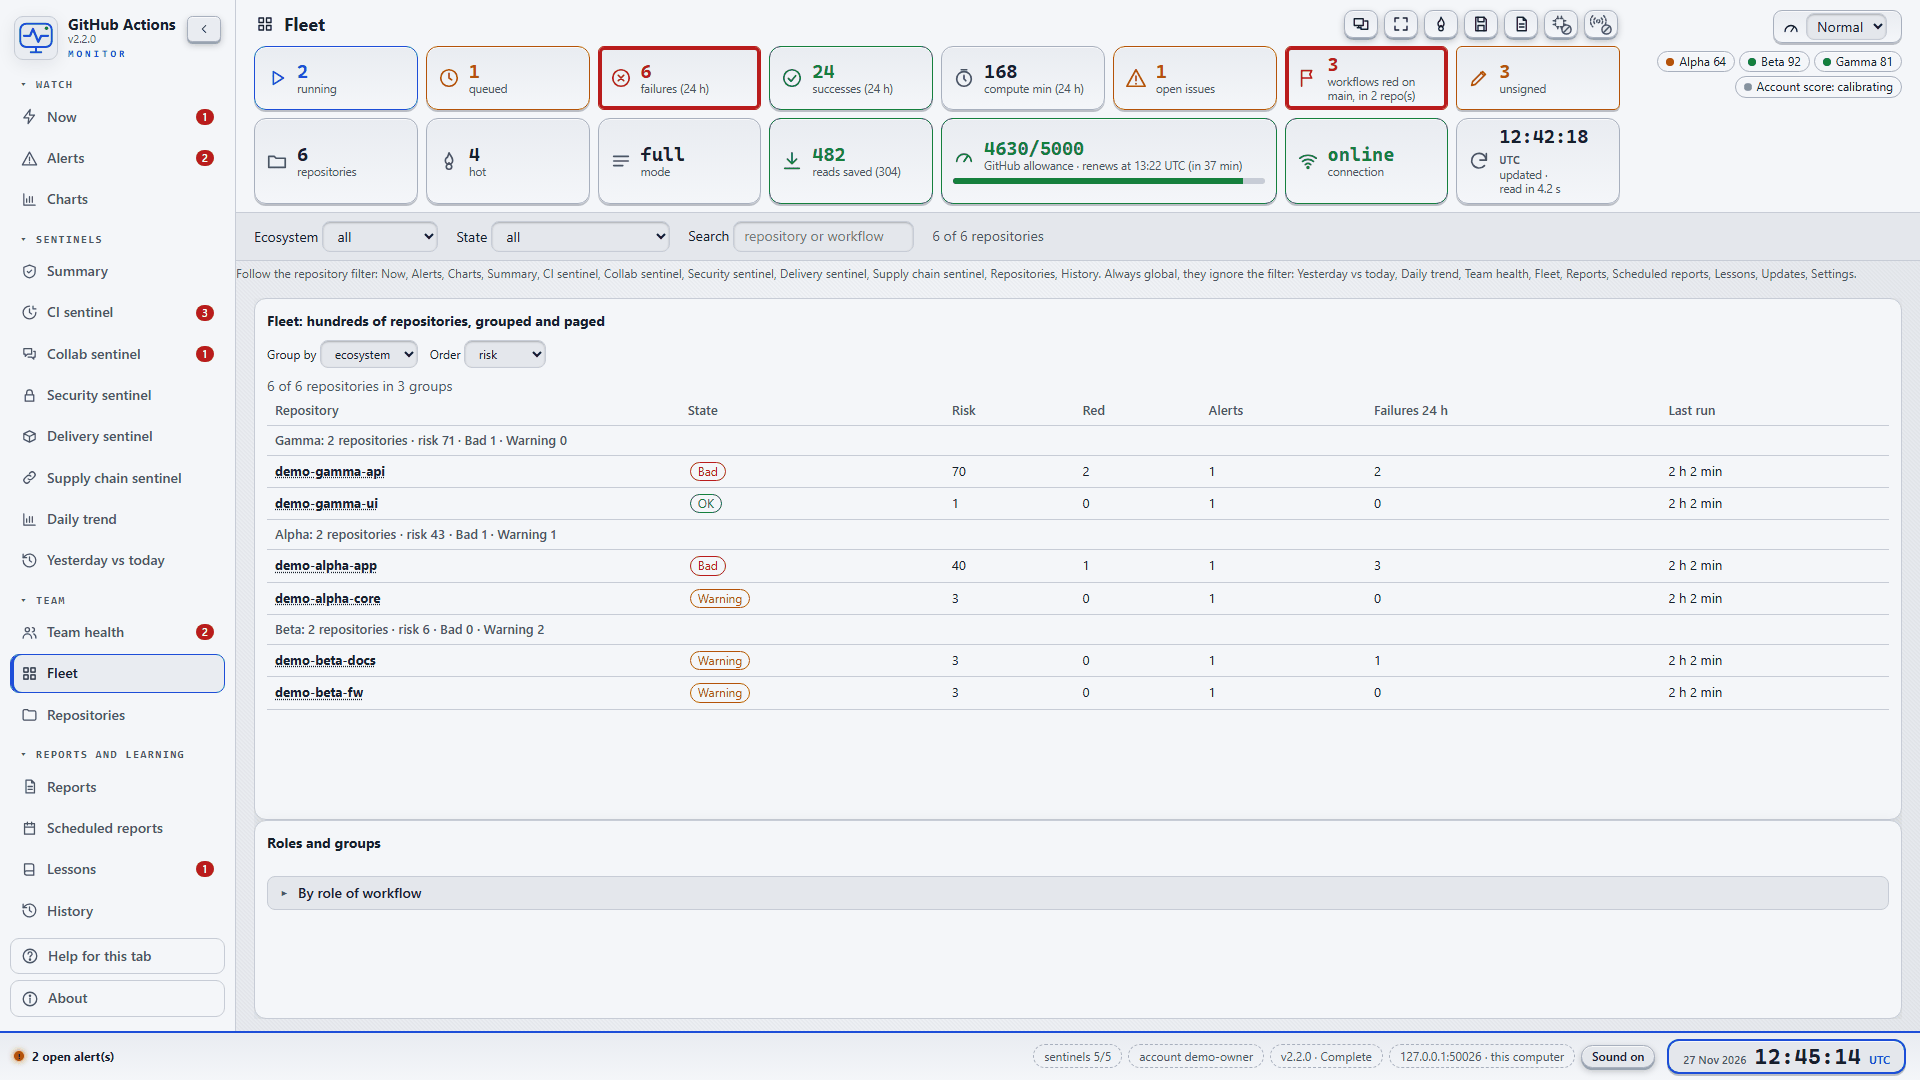 GitHub Actions
v2.2.0
MONITOR
WATCH
Now 1
Alerts 2
Charts
SENTINELS
Summary
CI sentinel 3
Collab sentinel 1
Security sentinel
Delivery sentinel
Supply chain sentinel
Daily trend
Yesterday vs today
TEAM
Team health 2
Fleet
Repositories
REPORTS AND LEARNING
Reports
Scheduled reports
Lessons 1
History
Help for this tab
About
Fleet
Normal
2
running
1
queued
6
failures (24 h)
24
successes (24 h)
168
compute min (24 h)
1
open issues
3
workflows red on
main, in 2 repo(s)
3
unsigned
Alpha 64
Beta 92
Gamma 81
Account score: calibrating
6
repositories
4
hot
full
mode
482
reads saved (304)
4630/5000
GitHub allowance · renews at 13:22 UTC (in 37 min)
online
connection
12:42:18
UTC
updated ·
read in 4.2 s
Ecosystem all State all Search repository or workflow 6 of 6 repositories
Follow the repository filter: Now, Alerts, Charts, Summary, CI sentinel, Collab sentinel, Security sentinel, Delivery sentinel, Supply chain sentinel, Repositories, History. Always global, they ignore the filter: Yesterday vs today, Daily trend, Team health, Fleet, Reports, Scheduled reports, Lessons, Updates, Settings.
Fleet: hundreds of repositories, grouped and paged
Group by ecosystem Order risk
6 of 6 repositories in 3 groups
Repository State Risk Red Alerts Failures 24 h Last run
Gamma: 2 repositories · risk 71 · Bad 1 · Warning 0
demo-gamma-api Bad 70 2 1 2 2 h 2 min
demo-gamma-ui OK 1 0 1 0 2 h 2 min
Alpha: 2 repositories · risk 43 · Bad 1 · Warning 1
demo-alpha-app Bad 40 1 1 3 2 h 2 min
demo-alpha-core Warning 3 0 1 0 2 h 2 min
Beta: 2 repositories · risk 6 · Bad 0 · Warning 2
demo-beta-docs Warning 3 0 1 1 2 h 2 min
demo-beta-fw Warning 3 0 1 0 2 h 2 min
Roles and groups
By role of workflow
2 open alert(s)
sentinels 5/5
account demo-owner
v2.2.0 · Complete
127.0.0.1:50026 · this computer
Sound on
27 Nov 2026 12:45:14 UTC